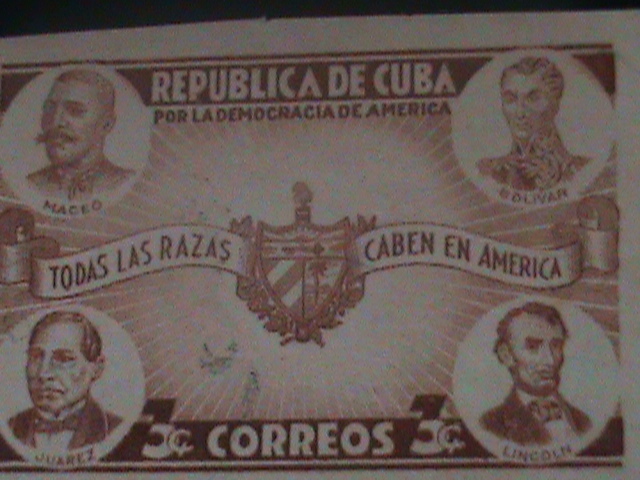 REPUBLICA DE CUBA
POR LA DEMOCRACIA DE AMERICA
MACEO
BOLIVAR
TODAS LAS RAZAS CABEN EN AMERICA
JUAREZ
3¢ CORREOS 3¢
LINCOLN